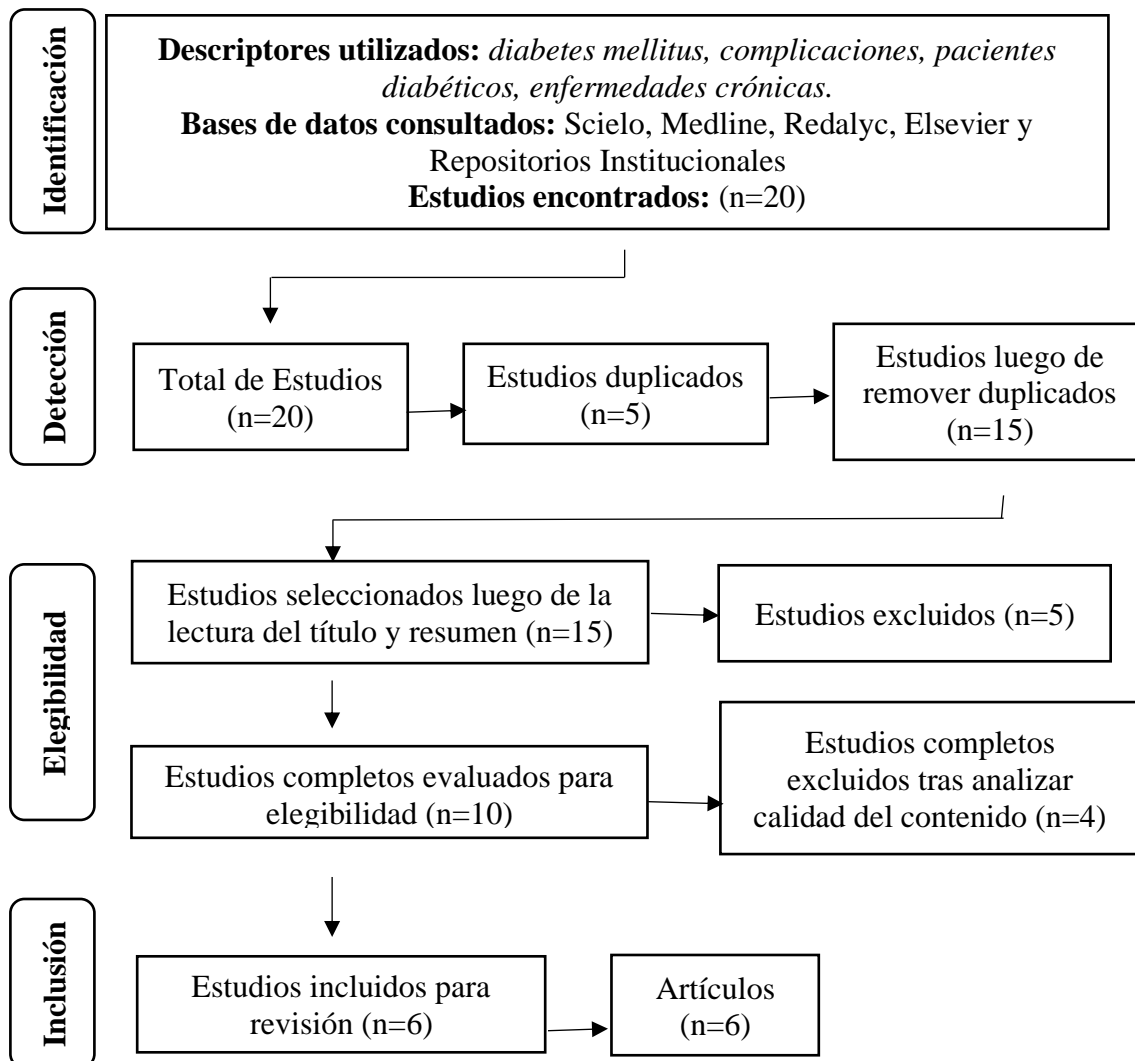 Identificación
Descriptores utilizados: diabetes mellitus, complicaciones, pacientes
diabéticos, enfermedades crónicas.
Bases de datos consultados: Scielo, Medline, Redalyc, Elsevier y
Repositorios Institucionales
Estudios encontrados: (n=20)
Detección
Total de Estudios
(n=20)
Estudios duplicados
(n=5)
Estudios luego de
remover duplicados
(n=15)
Elegibilidad
Estudios seleccionados luego de la
lectura del título y resumen (n=15)
Estudios excluidos (n=5)
Estudios completos evaluados para
elegibilidad (n=10)
Estudios completos
excluidos tras analizar
calidad del contenido (n=4)
Inclusión
Estudios incluidos para
revisión (n=6)
Artículos
(n=6)